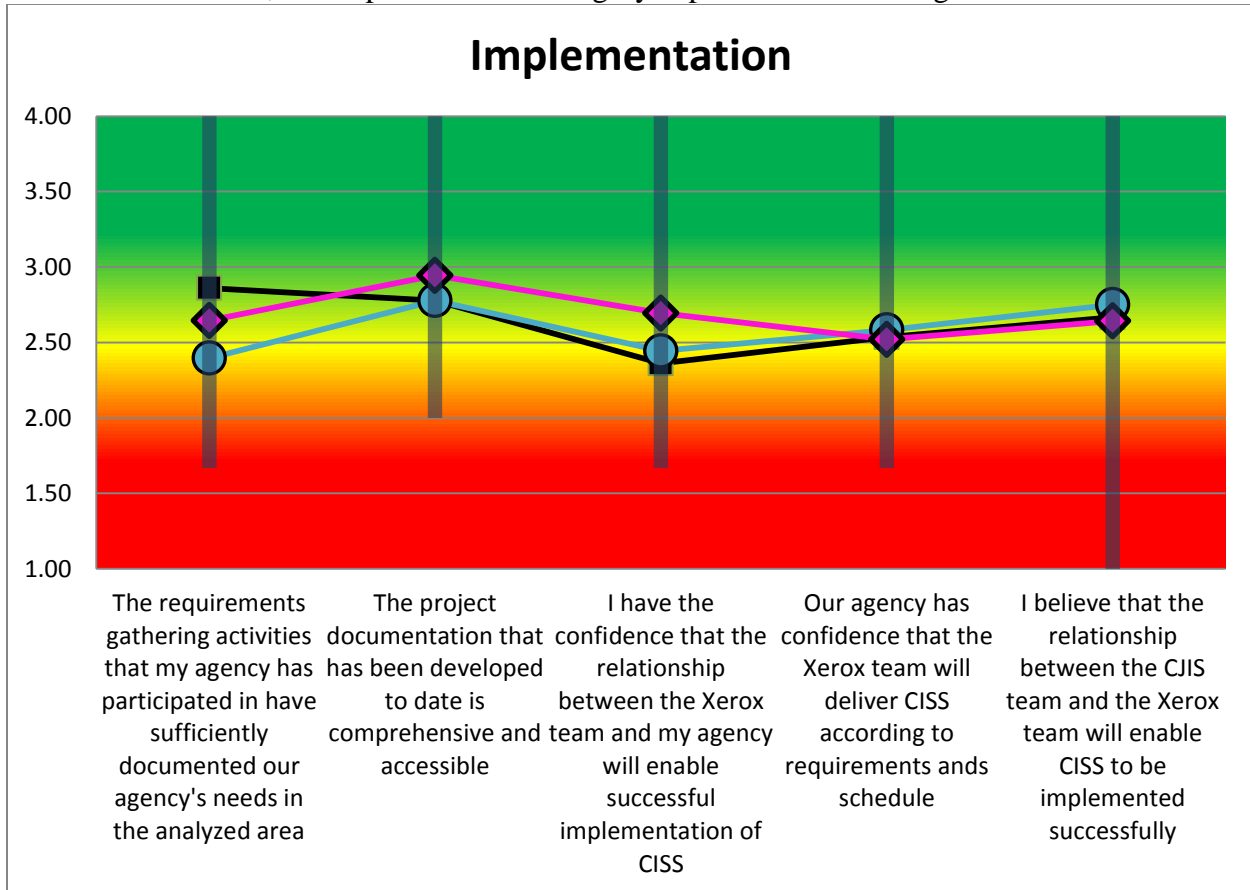 Implementation
4.00
3.50
3.00
2.50
2.00
1.50
1.00
The requirements
gathering activities
that my agency has
participated in have
sufficiently
documented our
agency's needs in
the analyzed area
The project
documentation that
has been developed
to date is
comprehensive and
accessible
I have the
confidence that the
relationship
between the Xerox
team and my agency
will enable
successful
implementation of
CISS
Our agency has
confidence that the
Xerox team will
deliver CISS
according to
requirements ands
schedule
I believe that the
relationship
between the CJIS
team and the Xerox
team will enable
CISS to be
implemented
successfully